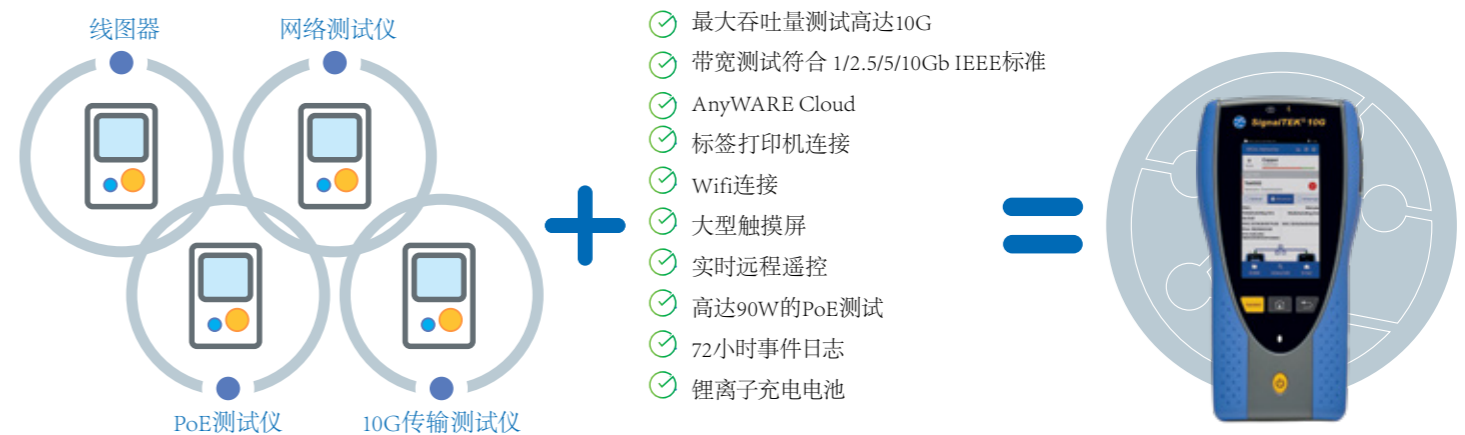 线图器
网络测试仪
PoE测试仪
10G传输测试仪
最大吞吐量测试高达10G
带宽测试符合 1/2.5/5/10Gb IEEE标准
AnyWARE Cloud
标签打印机连接
Wifi连接
大型触摸屏
实时远程遥控
高达90W的PoE测试
72小时事件日志
锂离子充电电池
SignalTEK® 10G